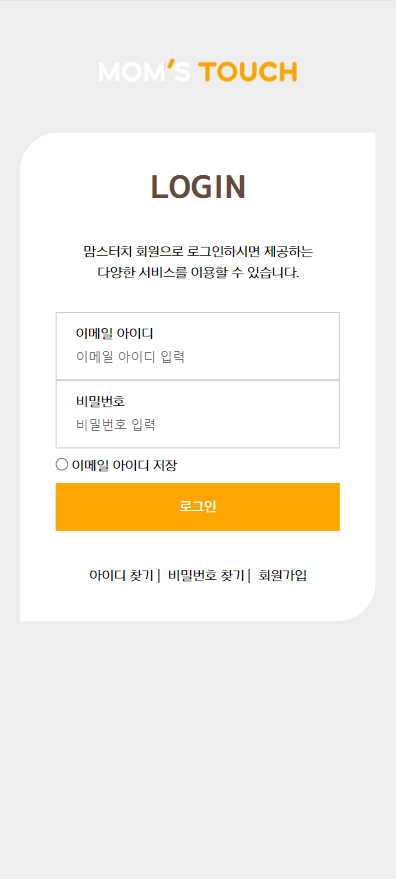 MOM'S TOUCH
LOGIN
맘스터치 회원으로 로그인하시면 제공하는
다양한 서비스를 이용할 수 있습니다.
이메일 아이디
이메일 아이디 입력
비밀번호
비밀번호 입력
이메일 아이디 저장
로그인
아이디 찾기 | 비밀번호 찾기 | 회원가입